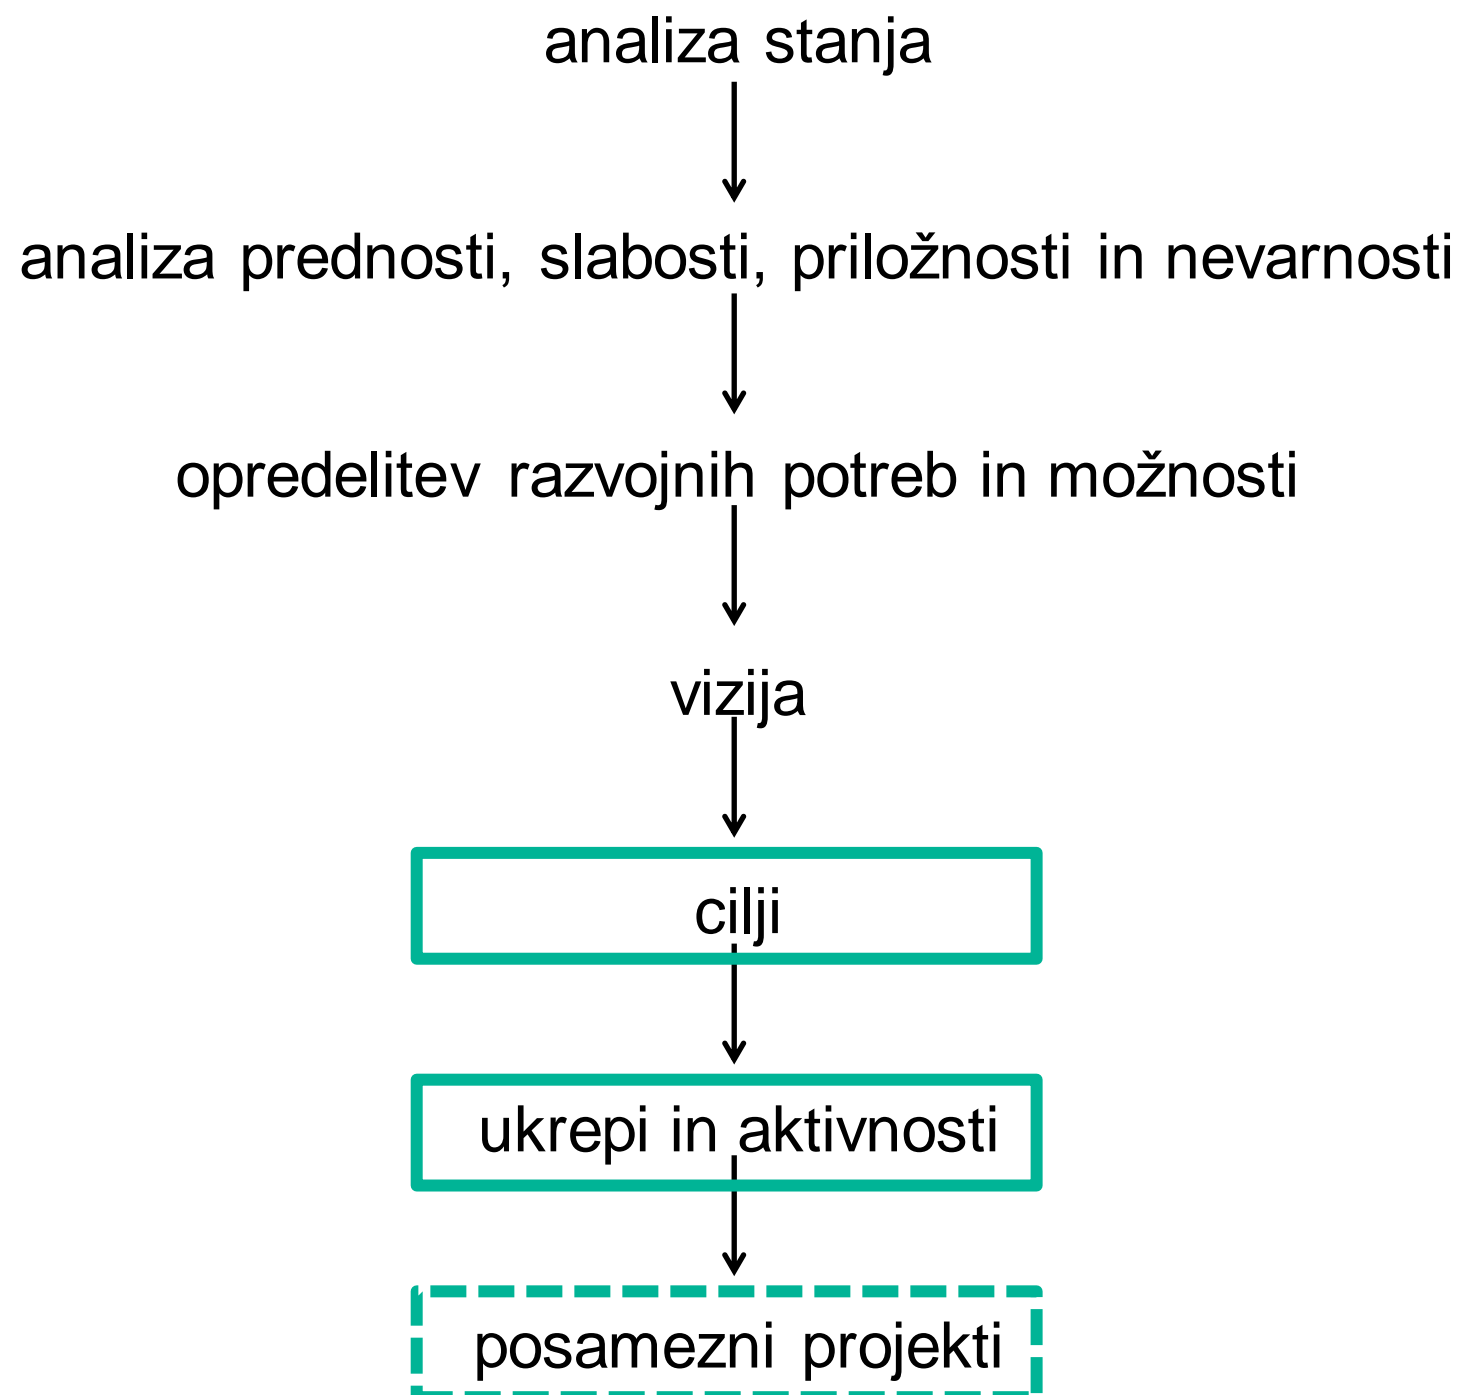 analiza stanja
analiza prednosti, slabosti, priložnosti in nevarnosti
opredelitev razvojnih potreb in možnosti
vizija
cilji
ukrepi in aktivnosti
posamezni projekti